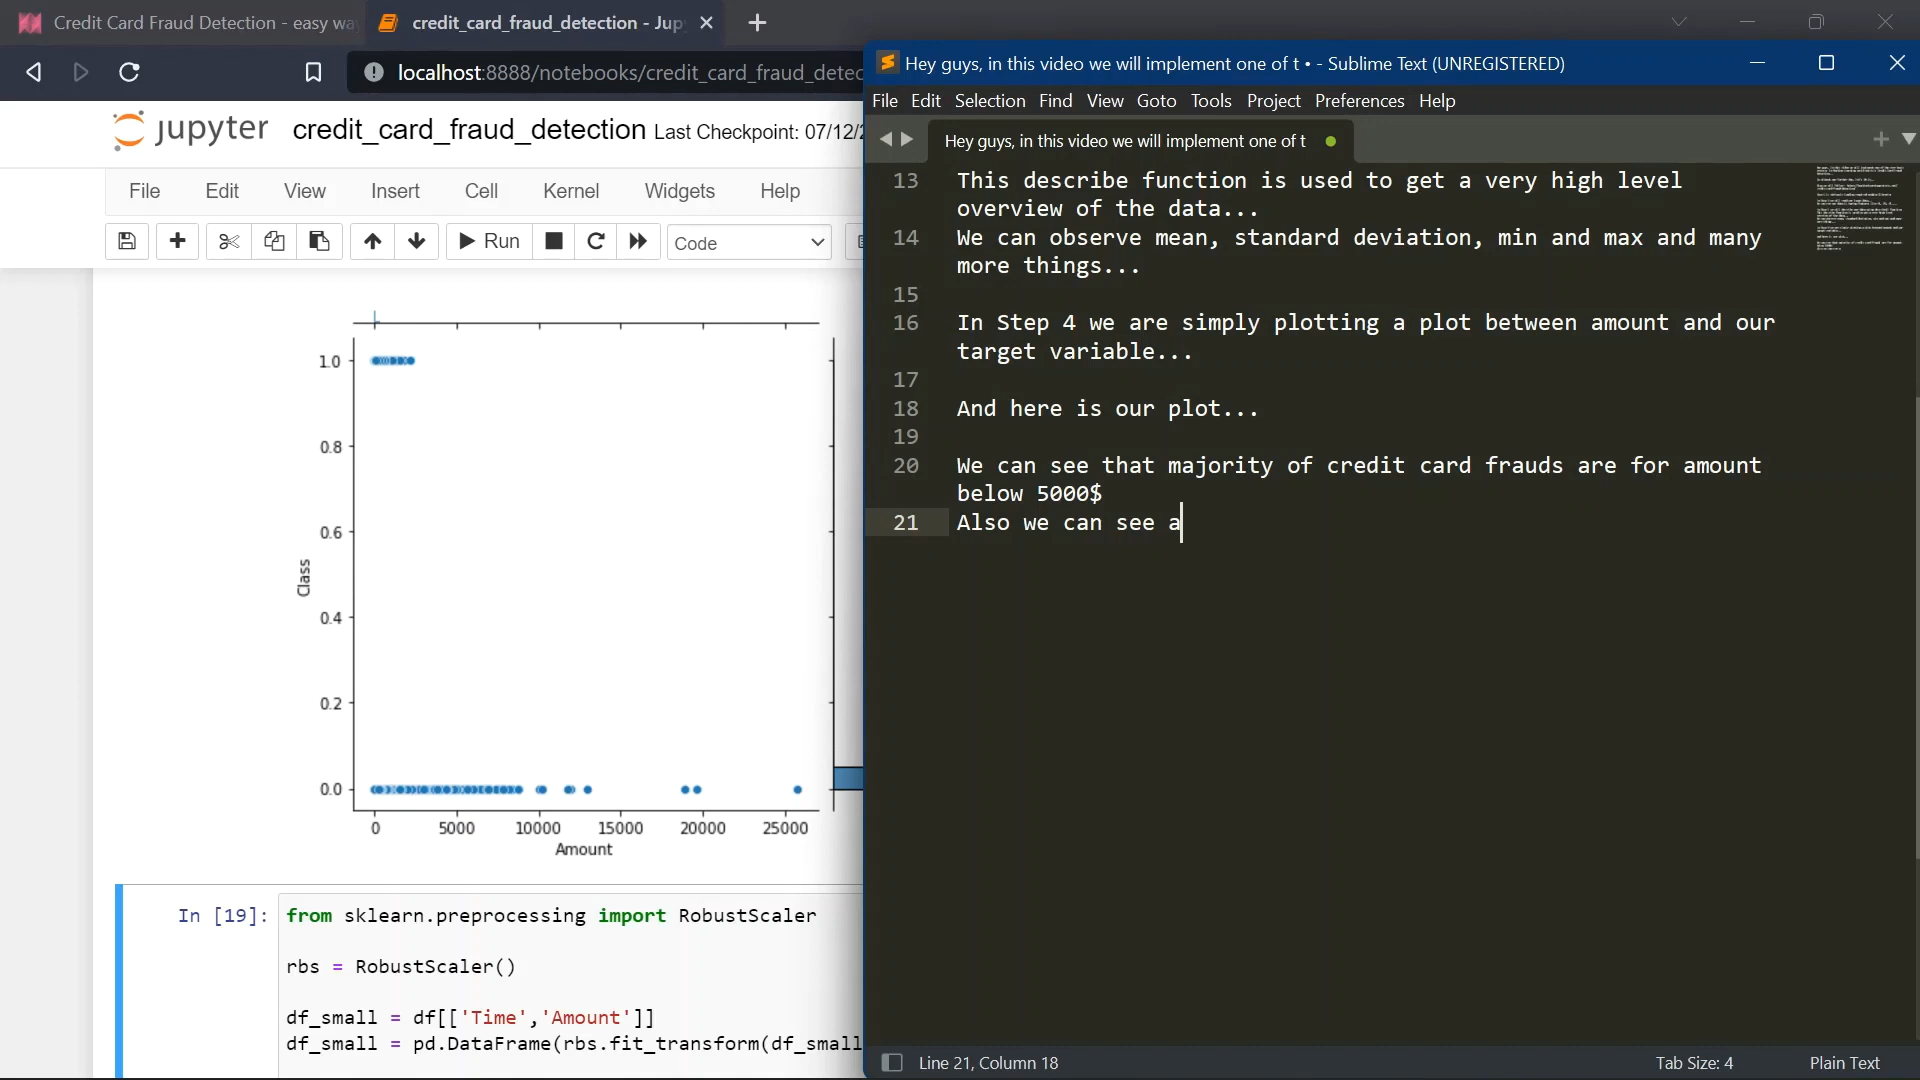 Credit Card Fraud Detection - easy wa
credit_card_fraud_detection - Jup
localhost:8888/notebooks/credit_card_fraud_detec
jupyter credit_card_fraud_detection Last Checkpoint: 07/12/2
File Edit View Insert Cell Kernel Widgets Help
Run
Code
1.0
0.8
0.6
0.4
0.2
0.0
Class
0 5000 10000 15000 20000 25000
Amount
In [19]: from sklearn.preprocessing import RobustScaler
rbs = RobustScaler()
df_small = df[['Time','Amount']]
df_small = pd.DataFrame(rbs.fit_transform(df_small
Hey guys, in this video we will implement one of t • - Sublime Text (UNREGISTERED)
File Edit Selection Find View Goto Tools Project Preferences Help
Hey guys, in this video we will implement one of t
13 This describe function is used to get a very high level
overview of the data...
14 We can observe mean, standard deviation, min and max and many
more things...
15
16 In Step 4 we are simply plotting a plot between amount and our
target variable...
17
18 And here is our plot...
19
20 We can see that majority of credit card frauds are for amount
below 5000$
21 Also we can see a
Line 21, Column 18
Tab Size: 4
Plain Text